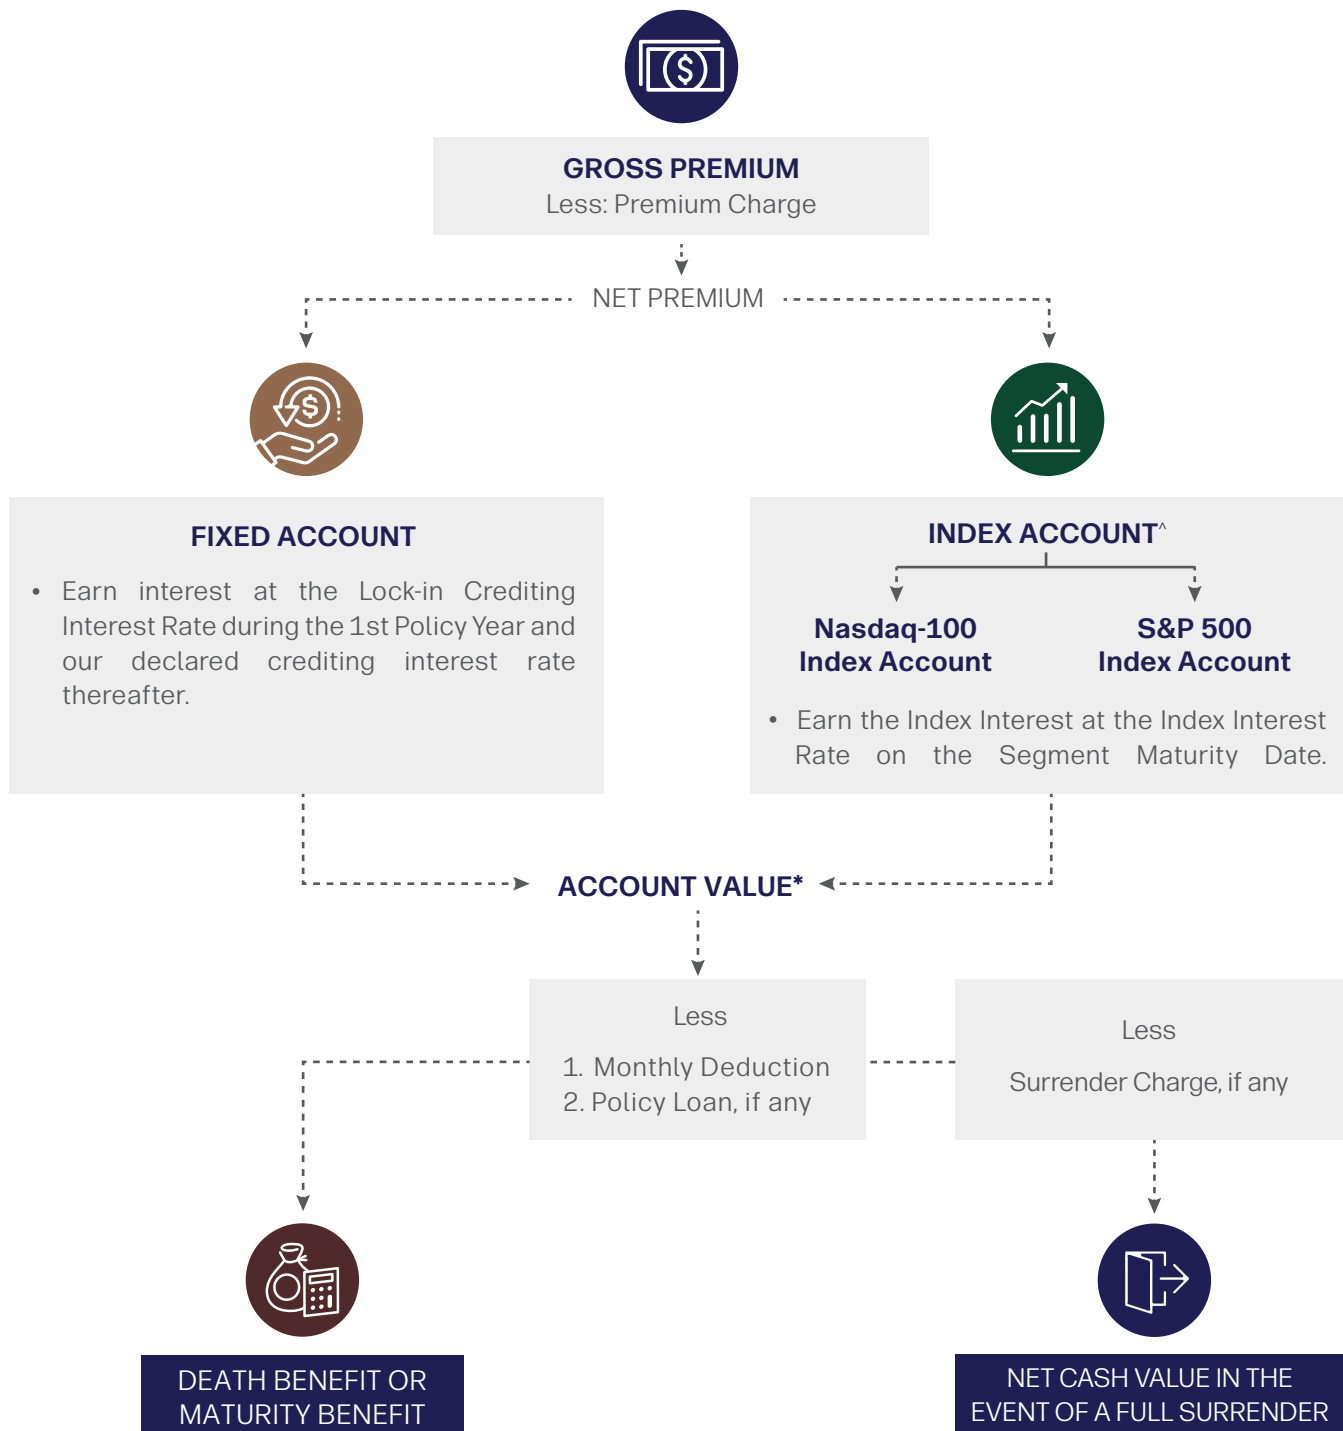 GROSS PREMIUM
Less: Premium Charge
NET PREMIUM
FIXED ACCOUNT
• Earn interest at the Lock-in Crediting
Interest Rate during the 1st Policy Year and
our declared crediting interest rate
thereafter.
INDEX ACCOUNT^
Nasdaq-100
Index Account
S&P 500
Index Account
• Earn the Index Interest at the Index Interest
Rate on the Segment Maturity Date.
ACCOUNT VALUE*
Less
1. Monthly Deduction
2. Policy Loan, if any
Less
Surrender Charge, if any
DEATH BENEFIT OR
MATURITY BENEFIT
NET CASH VALUE IN THE
EVENT OF A FULL SURRENDER